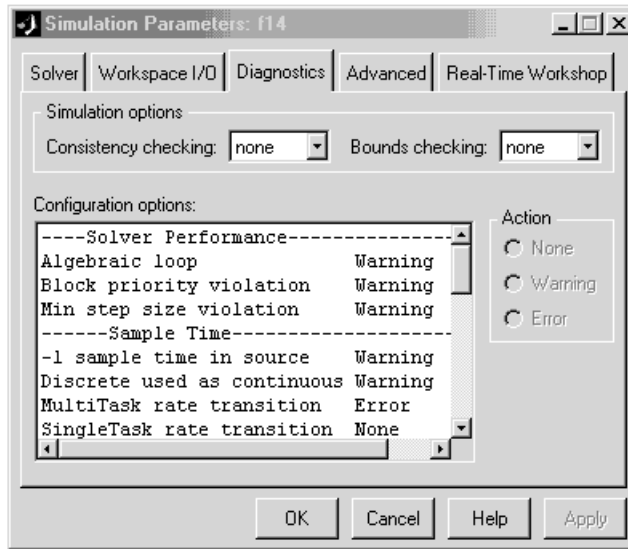 Simulation Parameters: f14
Solver Workspace I/O Diagnostics Advanced Real-Time Workshop
Simulation options
Consistency checking: none Bounds checking: none
Configuration options:
Action
----Solver Performance----------------
Algebraic loop Warning
None
Block priority violation Warning
Warning
Min step size violation Warning
Error
------Sample Time---------------------
-1 sample time in source Warning
Discrete used as continuous Warning
MultiTask rate transition Error
SingleTask rate transition None
OK Cancel Help Apply